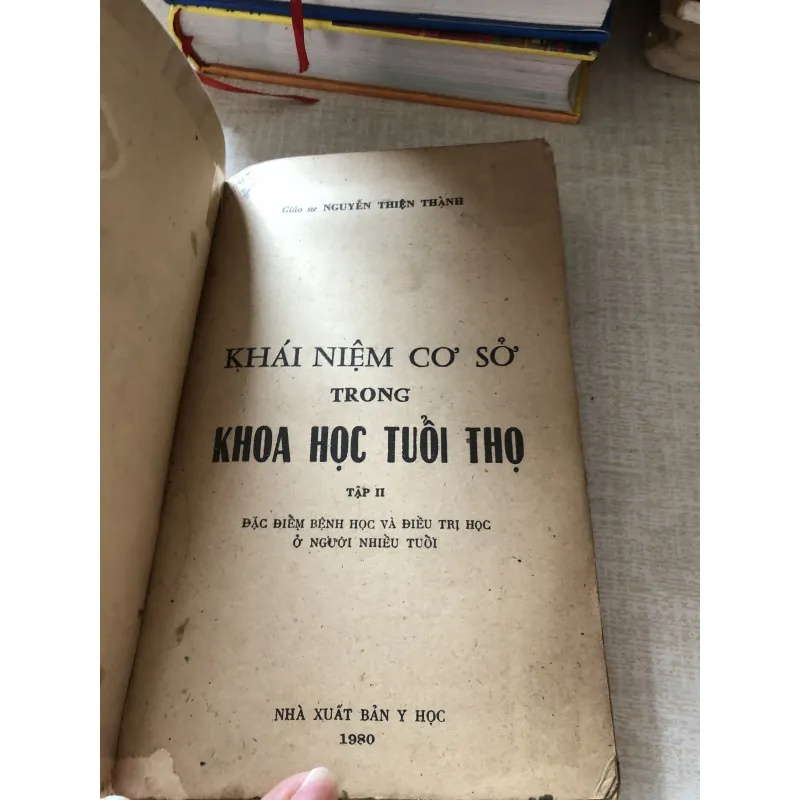 Giáo sư NGUYỄN THIỆN THÀNH
KHÁI NIỆM CƠ SỞ
TRONG
KHOA HỌC TUỔI THỌ
TẬP II
ĐẶC ĐIỂM BỆNH HỌC VÀ ĐIỀU TRỊ HỌC
Ở NGƯỜI NHIỀU TUỔI
NHÀ XUẤT BẢN Y HỌC
1980